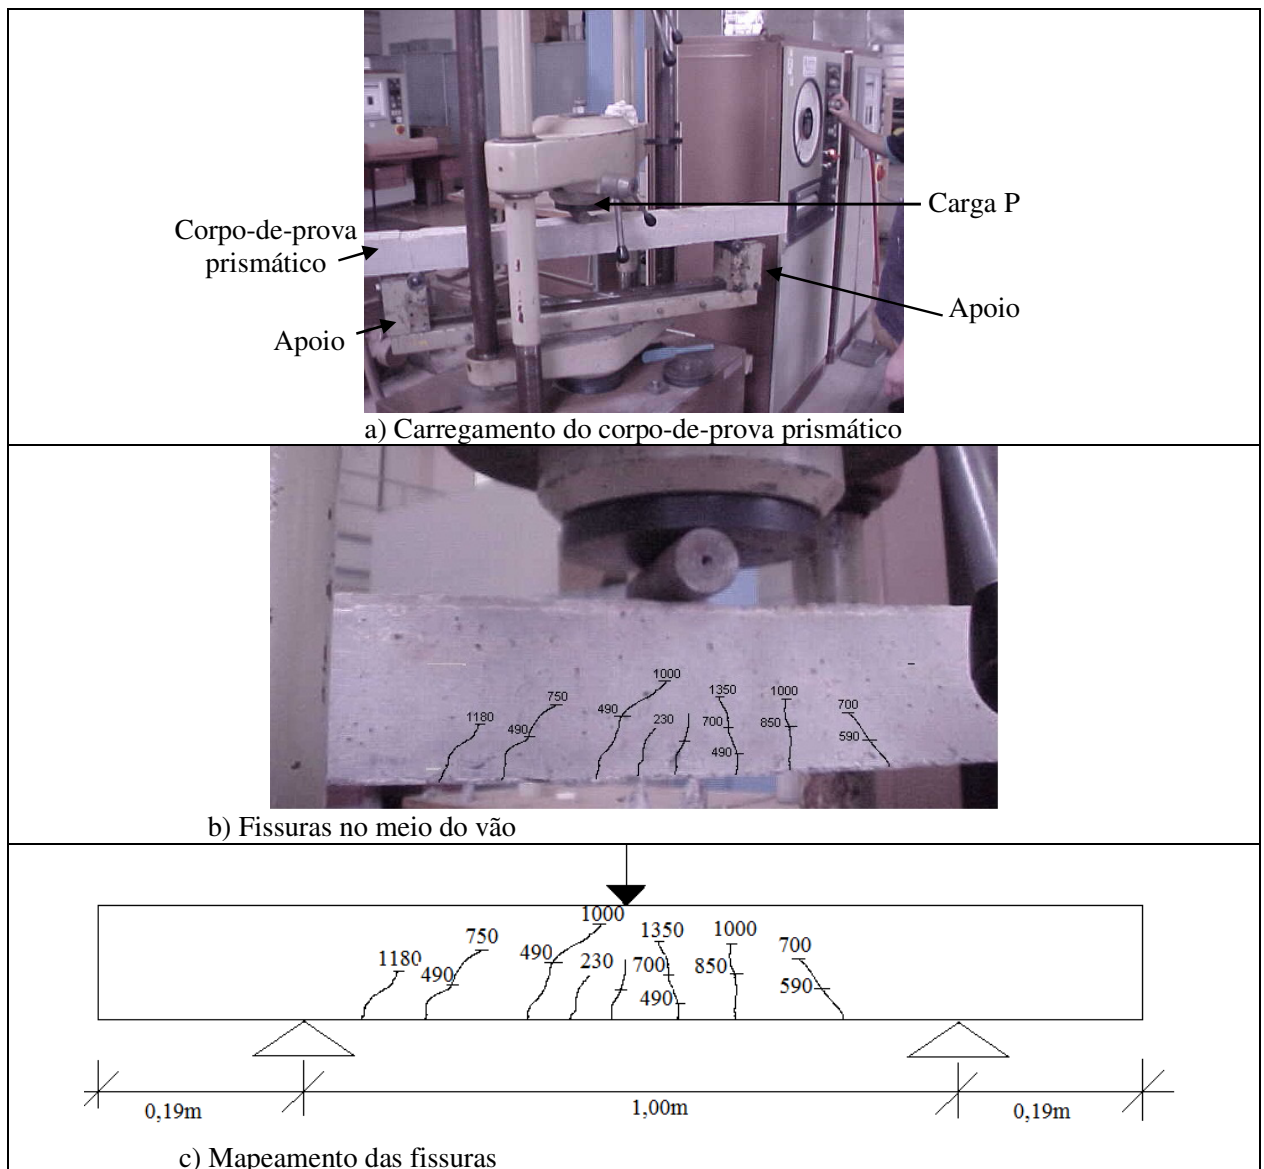 Carga P
Corpo-de-prova
prismático
Apoio
Apoio
a) Carregamento do corpo-de-prova prismático
1000
750
1350
1000
700
1180
490
490
230
700
850
590
490
b) Fissuras no meio do vão
1000
750
1350
1000
700
1180
490
490
230
700
850
590
490
0,19m
1,00m
0,19m
c) Mapeamento das fissuras